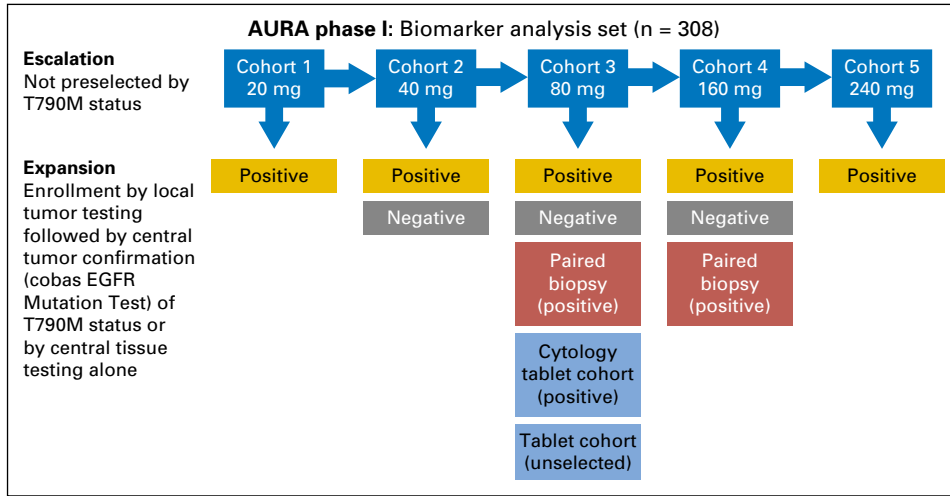 AURA phase I: Biomarker analysis set (n = 308)
Escalation
Not preselected by
T790M status
Cohort 1
20 mg
Cohort 2
40 mg
Cohort 3
80 mg
Cohort 4
160 mg
Cohort 5
240 mg
Expansion
Enrollment by local
tumor testing
followed by central
tumor confirmation
(cobas EGFR
Mutation Test) of
T790M status or
by central tissue
testing alone
Positive
Positive
Positive
Positive
Positive
Negative
Negative
Negative
Paired
biopsy
(positive)
Paired
biopsy
(positive)
Cytology
tablet cohort
(positive)
Tablet cohort
(unselected)